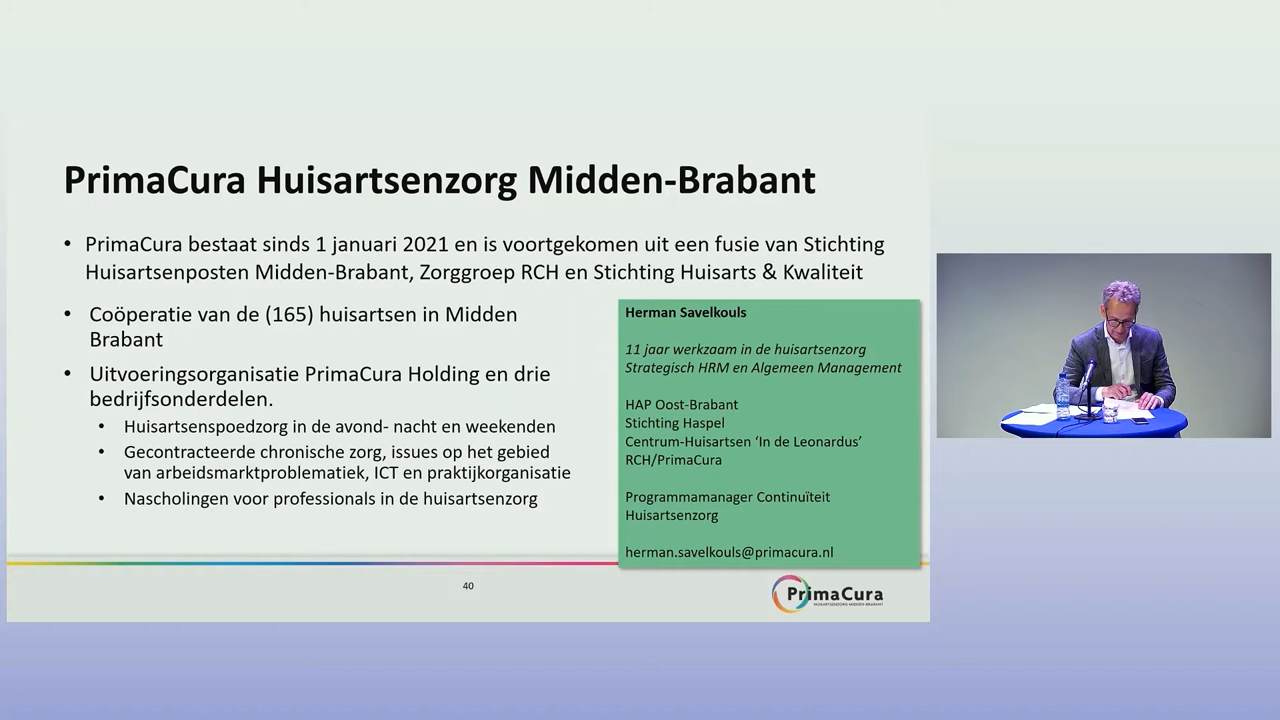 PrimaCura Huisartsenzorg Midden-Brabant
• PrimaCura bestaat sinds 1 januari 2021 en is voortgekomen uit een fusie van Stichting
Huisartsenposten Midden-Brabant, Zorggroep RCH en Stichting Huisarts & Kwaliteit
• Coöperatie van de (165) huisartsen in Midden
Brabant
• Uitvoeringsorganisatie PrimaCura Holding en drie
bedrijfsonderdelen.
• Huisartsenspoedzorg in de avond- nacht en weekenden
• Gecontracteerde chronische zorg, issues op het gebied
van arbeidsmarktproblematiek, ICT en praktijkorganisatie
• Nascholingen voor professionals in de huisartsenzorg
Herman Savelkouls
11 jaar werkzaam in de huisartsenzorg
Strategisch HRM en Algemeen Management
HAP Oost-Brabant
Stichting Haspel
Centrum-Huisartsen ‘In de Leonardus’
RCH/PrimaCura
Programmamanager Continuïteit
Huisartsenzorg
herman.savelkouls@primacura.nl
40
PrimaCura
HUISARTSENZORG MIDDEN-BRABANT